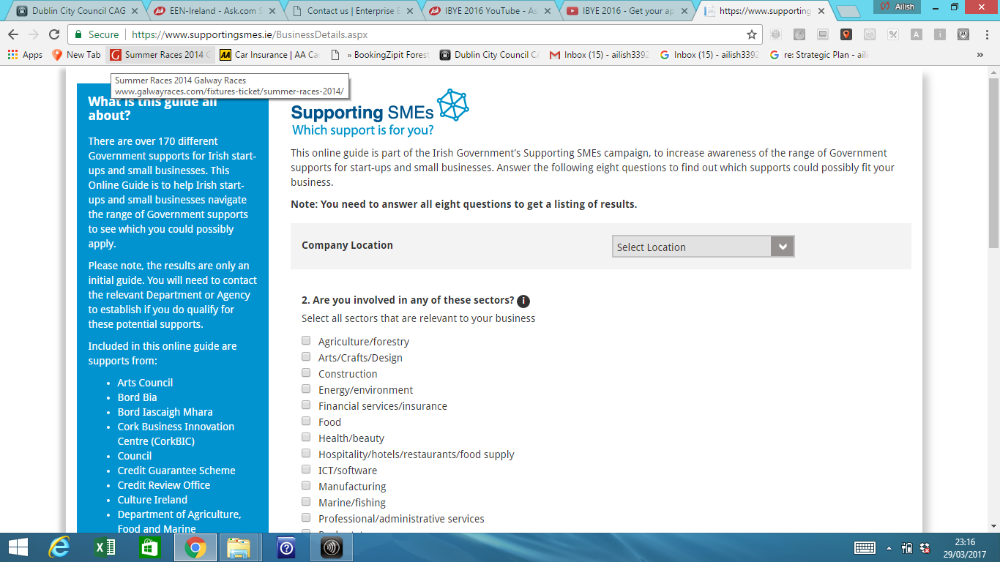 Dublin City Council CAG
EEN-Ireland - Ask.com S
Contact us | Enterprise E
IBYE 2016 YouTube - As
IBYE 2016 - Get your ap
https://www.supporting
Ailish
Secure https://www.supportingsmes.ie/BusinessDetails.aspx
Apps
New Tab
Summer Races 2014 G
Car Insurance | AA Ca
» BookingZipit Forest
Dublin City Council CA
Inbox (15) - ailish3392
Inbox (15) - ailish3392
re: Strategic Plan - aili
»
Summer Races 2014 Galway Races
www.galwayraces.com/fixtures-ticket/summer-races-2014/
What is this guide all
about?
There are over 170 different
Government supports for Irish start-
ups and small businesses. This
Online Guide is to help Irish start-
ups and small businesses navigate
the range of Government supports
to see which you could possibly
apply.
Please note, the results are only an
initial guide. You will need to contact
the relevant Department or Agency
to establish if you do qualify for
these potential supports.
Included in this online guide are
supports from:
• Arts Council
• Bord Bia
• Bord Iascaigh Mhara
• Cork Business Innovation
Centre (CorkBIC)
• Council
• Credit Guarantee Scheme
• Credit Review Office
• Culture Ireland
• Department of Agriculture,
Food and Marine
Supporting SMEs
Which support is for you?
This online guide is part of the Irish Government's Supporting SMEs campaign, to increase awareness of the range of Government
supports for start-ups and small businesses. Answer the following eight questions to find out which supports could possibly fit your
business.
Note: You need to answer all eight questions to get a listing of results.
Company Location
Select Location
2. Are you involved in any of these sectors? i
Select all sectors that are relevant to your business
Agriculture/forestry
Arts/Crafts/Design
Construction
Energy/environment
Financial services/insurance
Food
Health/beauty
Hospitality/hotels/restaurants/food supply
ICT/software
Manufacturing
Marine/fishing
Professional/administrative services
23:16
29/03/2017